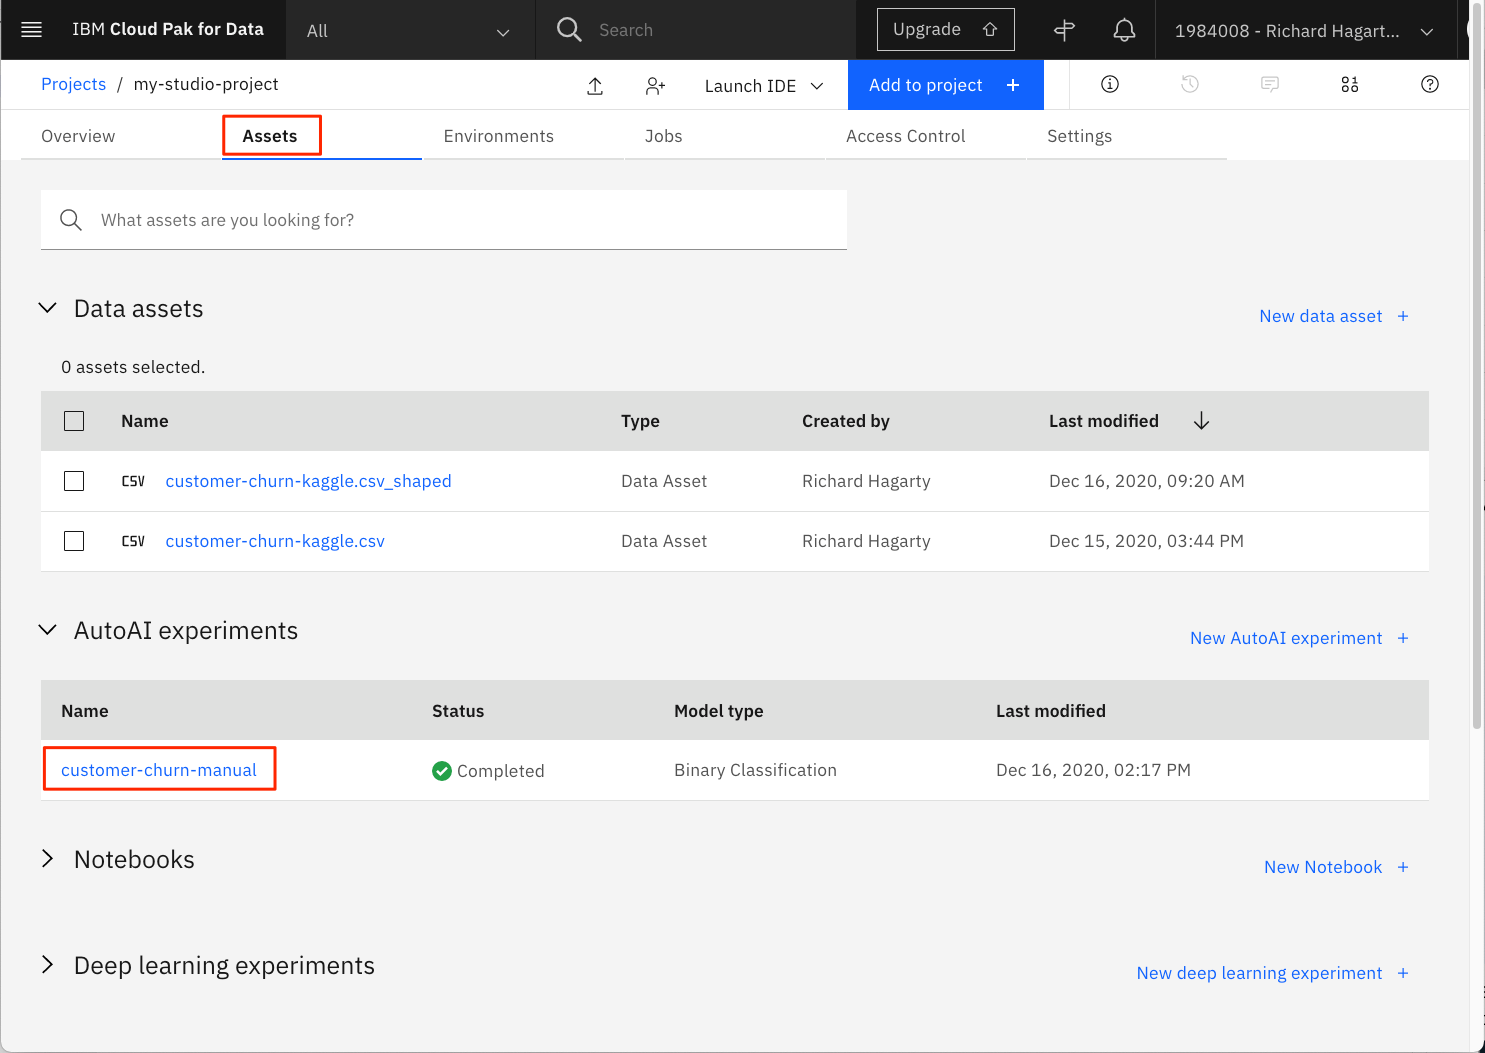 IBM Cloud Pak for Data All Search Upgrade 1984008 - Richard Hagart...
Projects / my-studio-project Launch IDE Add to project +
Overview Assets Environments Jobs Access Control Settings
What assets are you looking for?
Data assets
New data asset +
0 assets selected.
Name Type Created by Last modified
CSV customer-churn-kaggle.csv_shaped Data Asset Richard Hagarty Dec 16, 2020, 09:20 AM
CSV customer-churn-kaggle.csv Data Asset Richard Hagarty Dec 15, 2020, 03:44 PM
AutoAI experiments
New AutoAI experiment +
Name Status Model type Last modified
customer-churn-manual Completed Binary Classification Dec 16, 2020, 02:17 PM
Notebooks
New Notebook +
Deep learning experiments
New deep learning experiment +